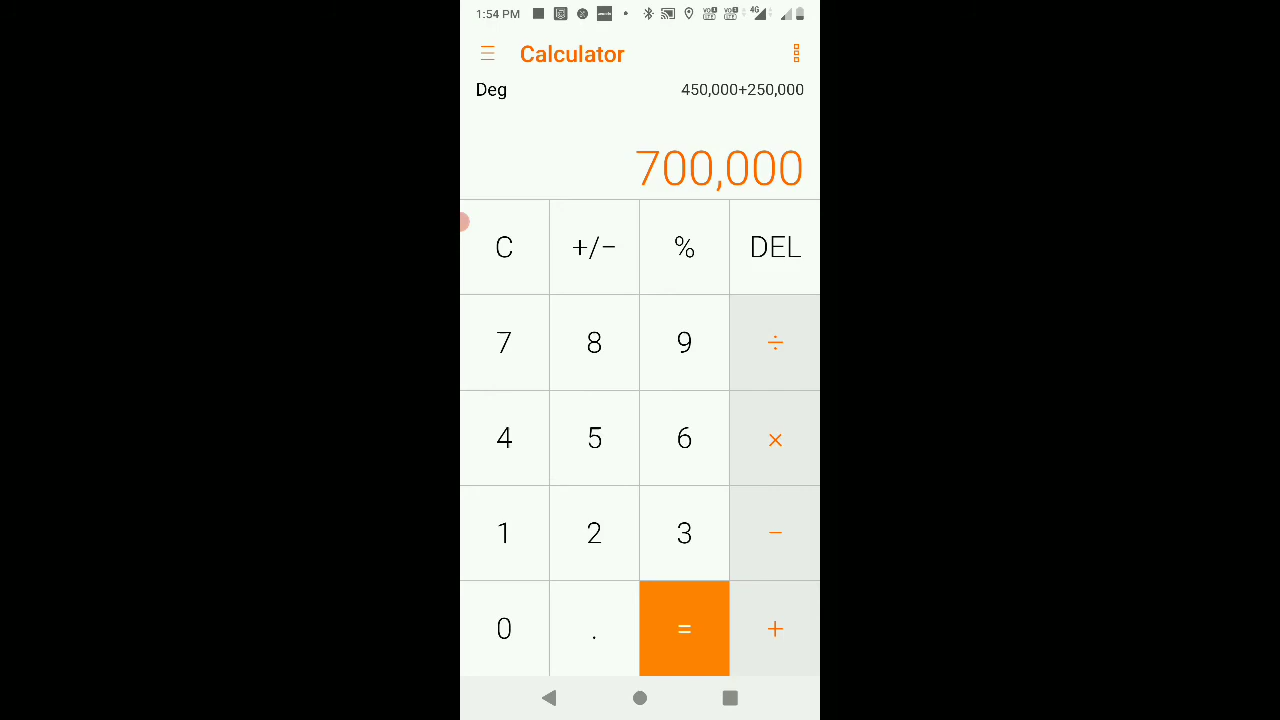 1:54 PM
Calculator
Deg 450,000+250,000
700,000
C +/− % DEL
7 8 9 ÷
4 5 6 ×
1 2 3 −
0 . = +